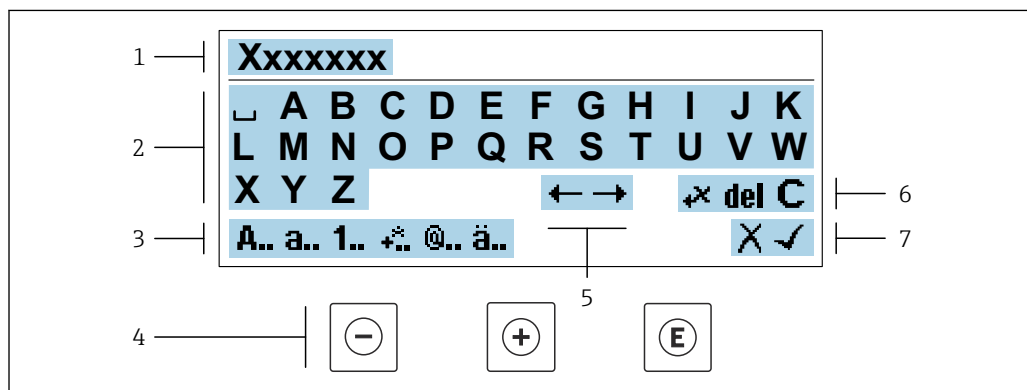 1 Xxxxxxx
␣ A B C D E F G H I J K
2 L M N O P Q R S T U V W
X Y Z ← → +× del C 6
3 A.. a.. 1.. +*.. @.. ä.. X ✓ 7
5
4 − + E